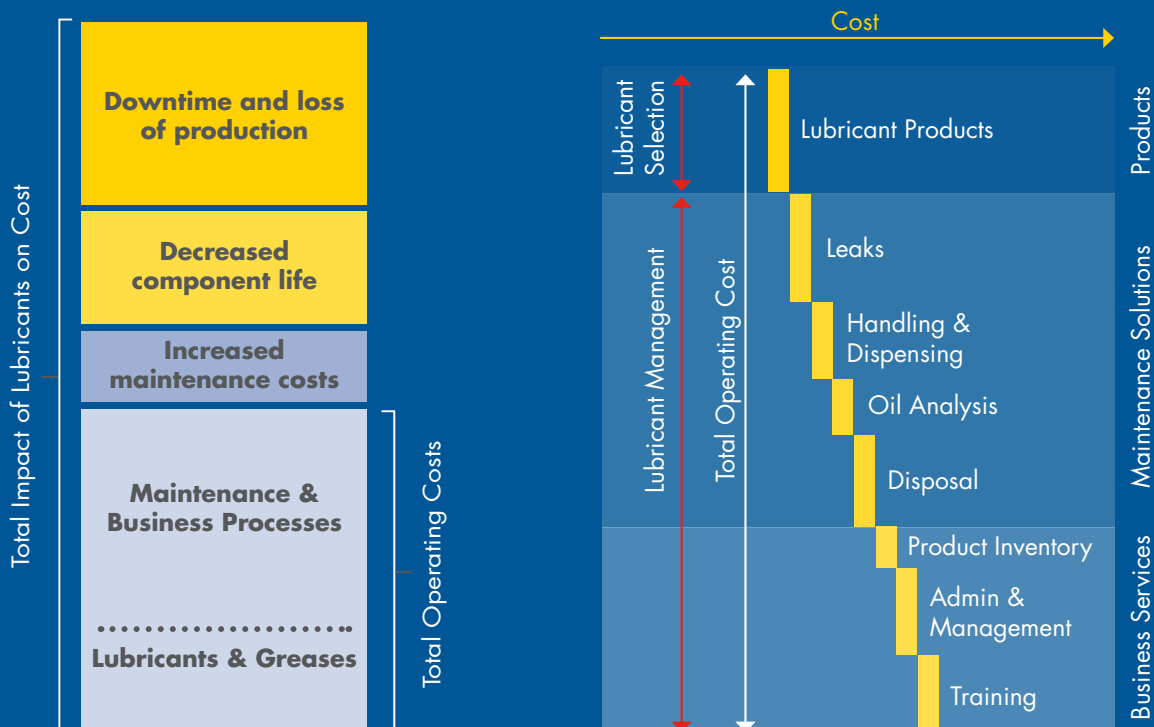 Total Impact of Lubricants on Cost
Downtime and loss
of production
Decreased
component life
Increased
maintenance costs
Maintenance &
Business Processes
Lubricants & Greases
Total Operating Costs
Cost
Lubricant
Selection
Lubricant Management
Total Operating Cost
Lubricant Products
Leaks
Handling &
Dispensing
Oil Analysis
Disposal
Product Inventory
Admin &
Management
Training
Products
Maintenance Solutions
Business Services